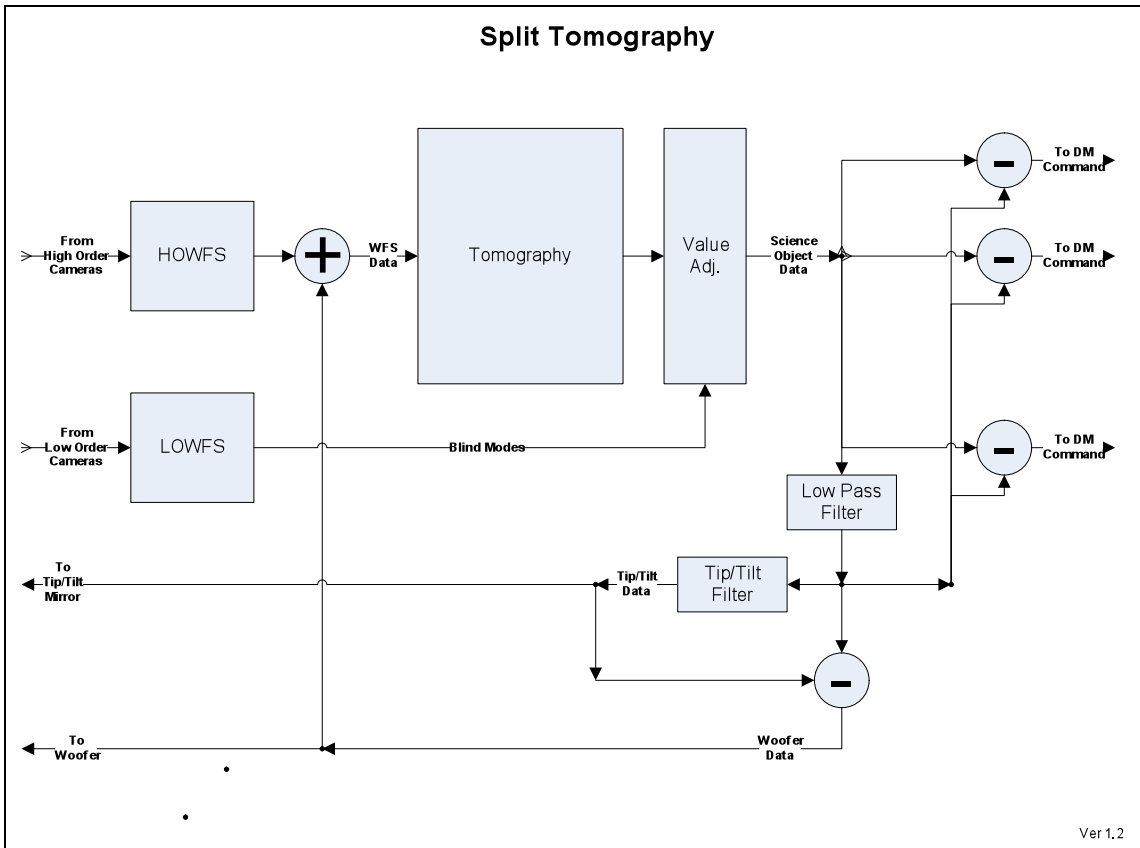 Split Tomography
To DM
Command
From
High Order
Cameras
HOWFS
+
WFS
Data
Tomography
Value
Adj.
Science
Object
Data
-
To DM
Command
-
From
Low Order
Cameras
LOWFS
Blind Modes
-
To DM
Command
Low Pass
Filter
To
Tip/Tilt
Mirror
Tip/Tilt
Data
Tip/Tilt
Filter
-
To
Woofer
Woofer
Data
Ver 1.2